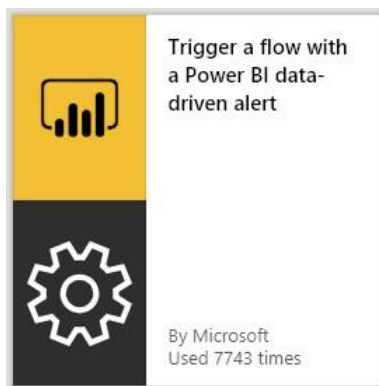 Trigger a flow with
a Power BI data-
driven alert
By Microsoft
Used 7743 times